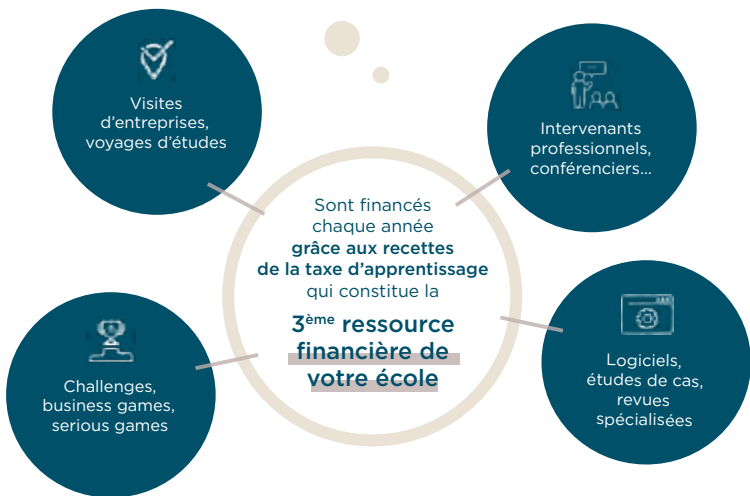 Visites
d'entreprises,
voyages d'études
Intervenants
professionnels,
conférenciers...
Sont financés
chaque année
grâce aux recettes
de la taxe d'apprentissage
qui constitue la
3ème ressource
financière de
votre école
Challenges,
business games,
serious games
Logiciels,
études de cas,
revues
spécialisées